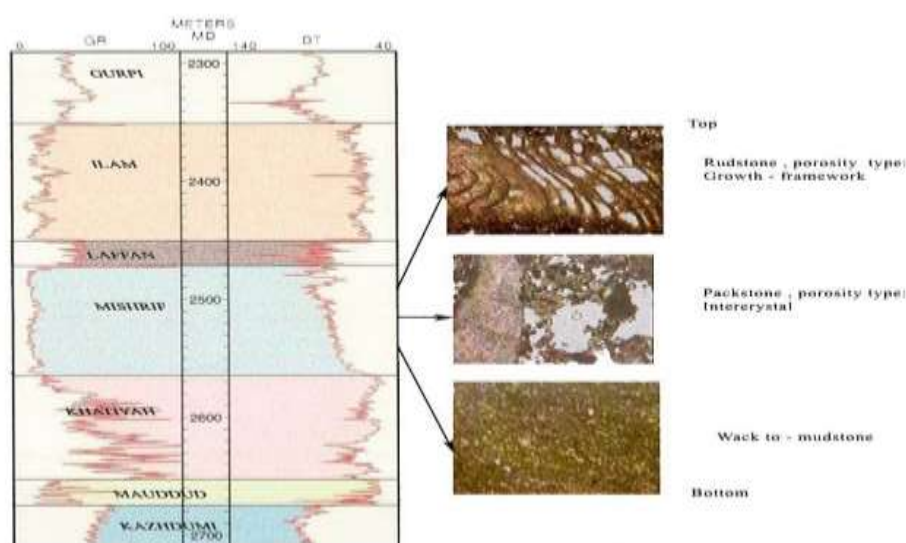 METERS
MD
0 GR 100 140 DT 40
2300
GURPI
ILAM
2400
LAFFAN
2500
MISHRIF
KHATIYAH
2600
MAUDDUD
KAZHDUMI
2700
Top
Rudstone , porosity type:
Growth - framework
Packstone , porosity type:
Intercrystal
Wack to - mudstone
Bottom